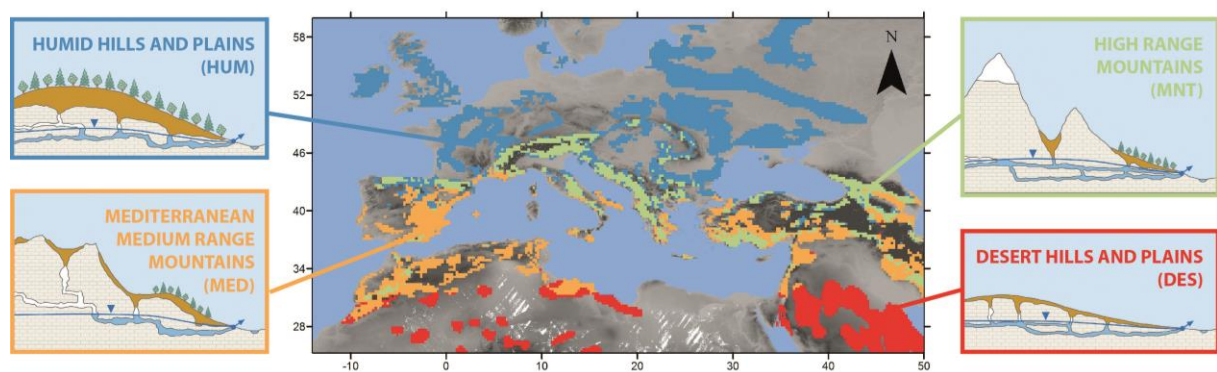 HUMID HILLS AND PLAINS
(HUM)
MEDITERRANEAN
MEDIUM RANGE
MOUNTAINS
(MED)
58
52
46
40
34
28
-10
0
10
20
30
40
50
N
HIGH RANGE
MOUNTAINS
(MNT)
DESERT HILLS AND PLAINS
(DES)